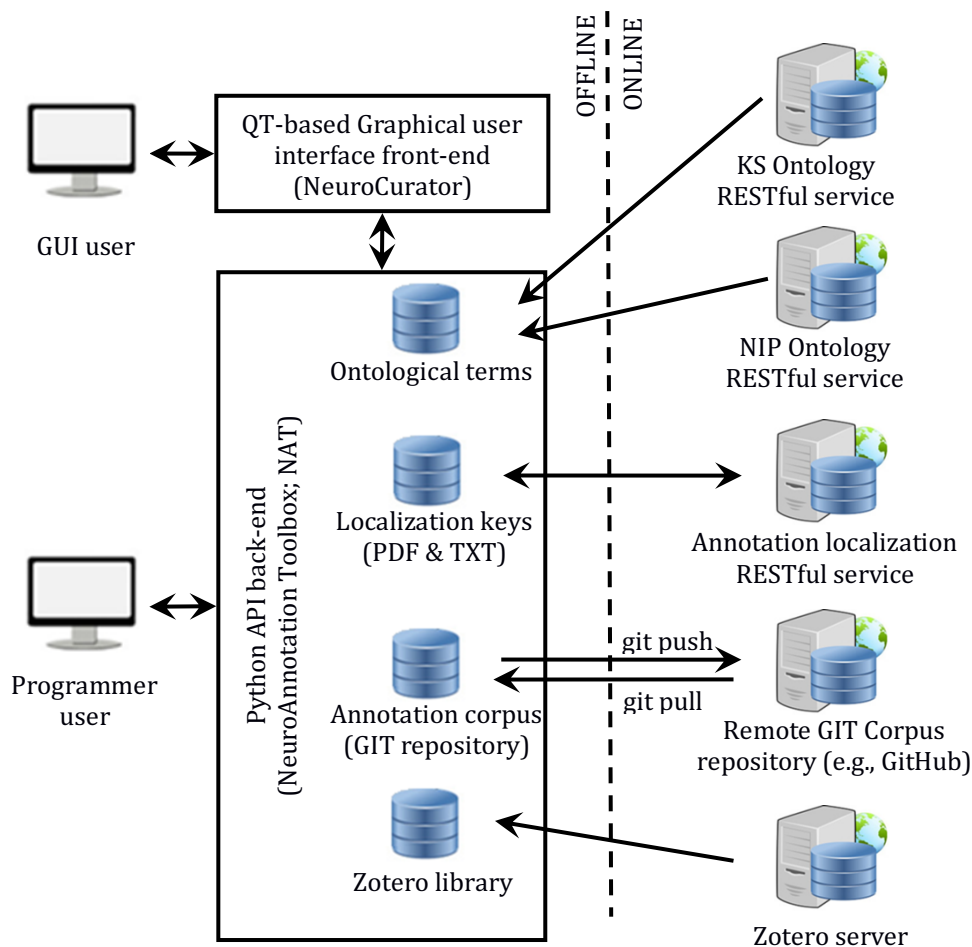 OFFLINE
ONLINE
QT-based Graphical user
interface front-end
(NeuroCurator)
GUI user
KS Ontology
RESTful service
Ontological terms
NIP Ontology
RESTful service
Python API back-end
(NeuroAnnotation Toolbox; NAT)
Localization keys
(PDF & TXT)
Annotation localization
RESTful service
Programmer
user
git push
git pull
Annotation corpus
(GIT repository)
Remote GIT Corpus
repository (e.g., GitHub)
Zotero library
Zotero server